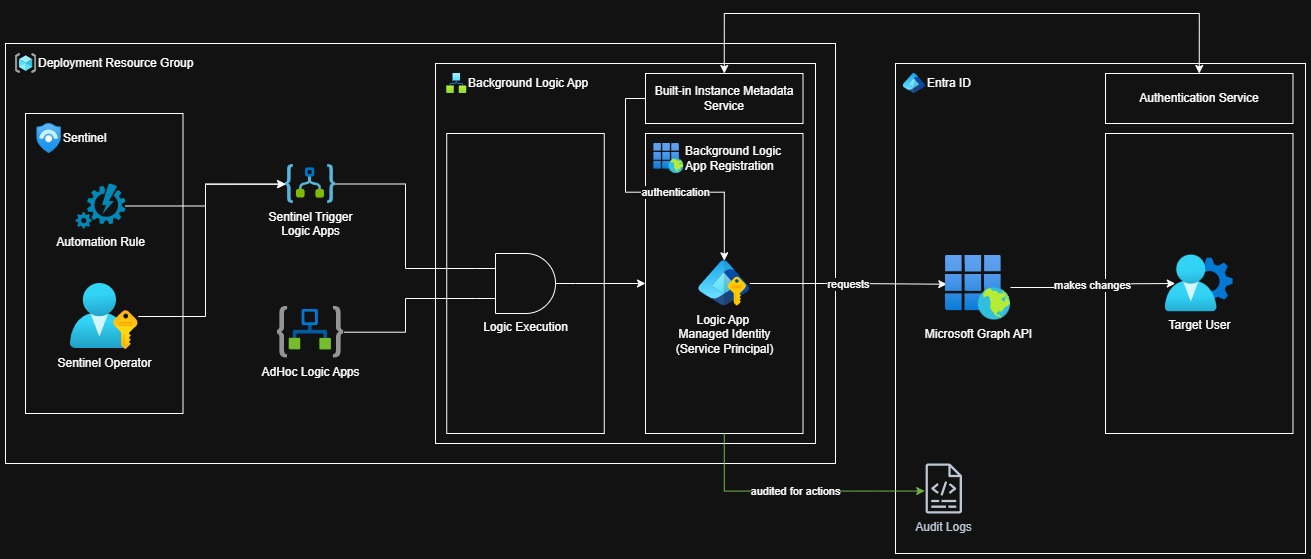 Deployment Resource Group
Background Logic App
Built-in Instance Metadata
Service
Entra ID
Authentication Service
Sentinel
Background Logic
App Registration
authentication
Automation Rule
Sentinel Trigger
Logic Apps
Sentinel Operator
AdHoc Logic Apps
Logic Execution
Logic App
Managed Identity
(Service Principal)
requests
Microsoft Graph API
makes changes
Target User
audited for actions
Audit Logs